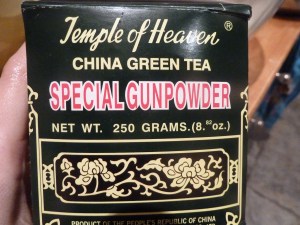 Temple of Heaven®
CHINA GREEN TEA
SPECIAL GUNPOWDER
NET WT. 250 GRAMS.(8.83oz.)
PRODUCT OF THE PEOPLE'S REPUBLIC OF CHINA